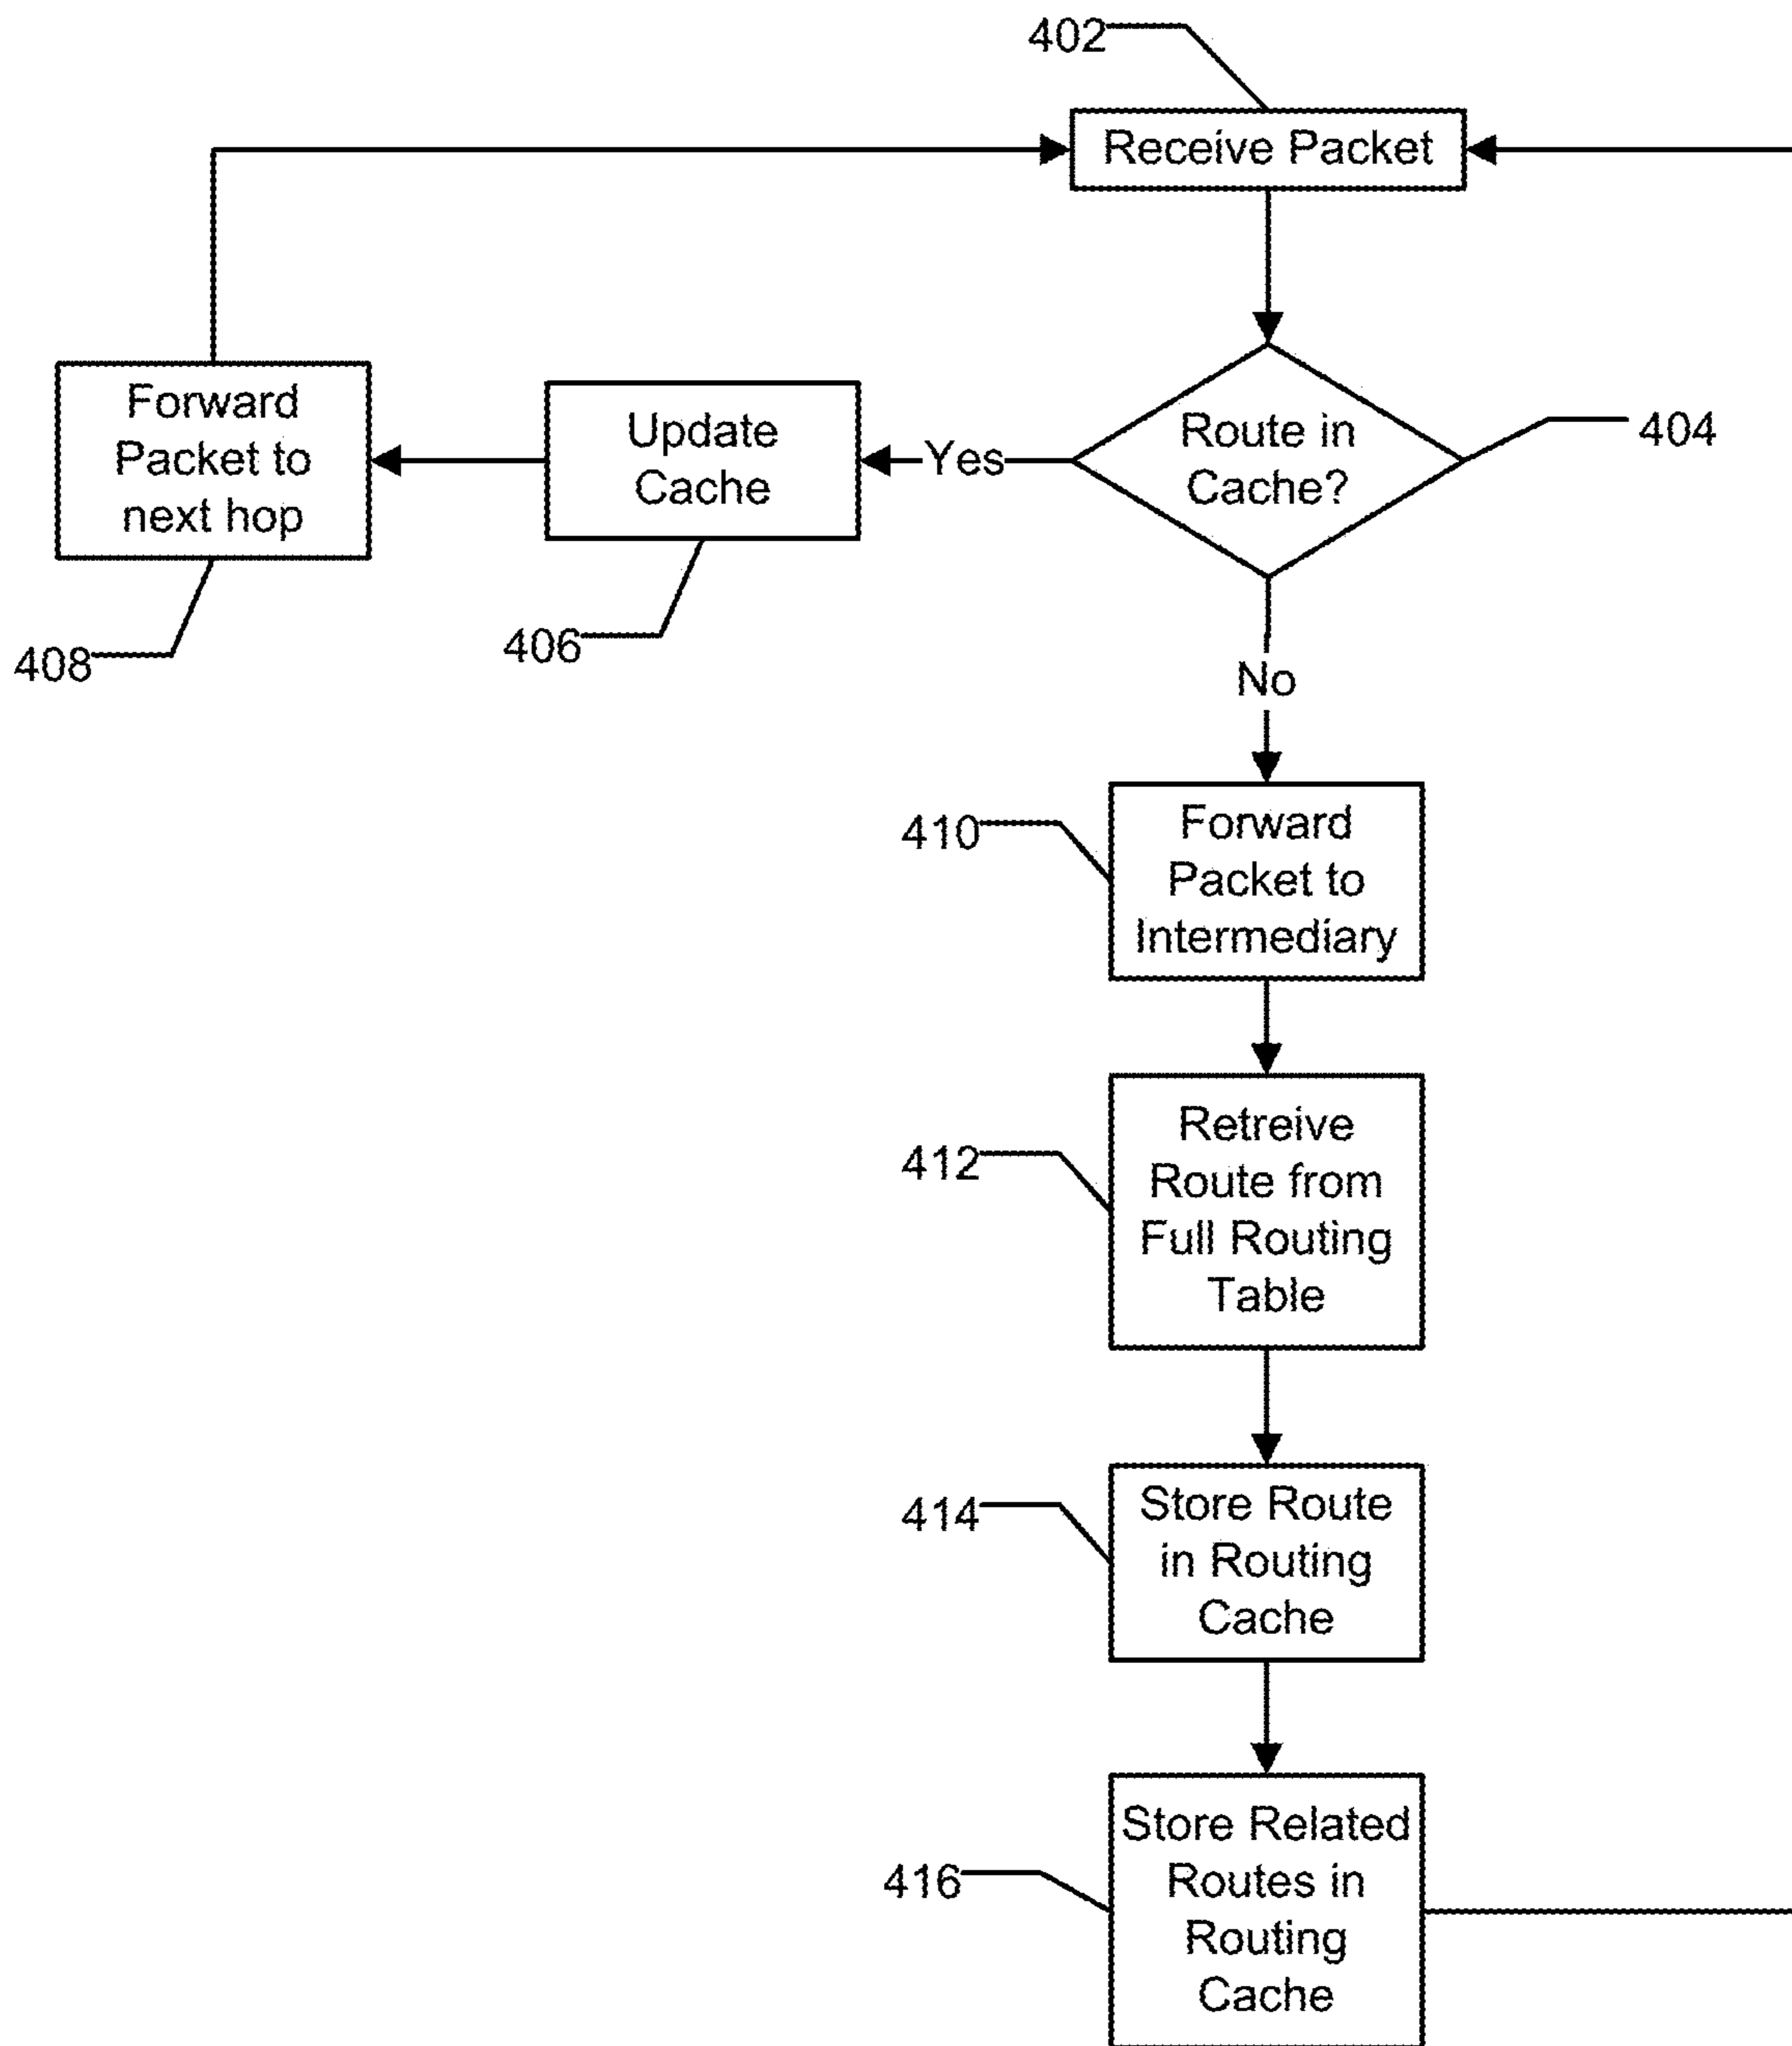 402
Receive Packet
Route in
Cache?
404
Yes
Update
Cache
406
Forward
Packet to
next hop
408
No
410
Forward
Packet to
Intermediary
412
Retreive
Route from
Full Routing
Table
414
Store Route
in Routing
Cache
416
Store Related
Routes in
Routing
Cache